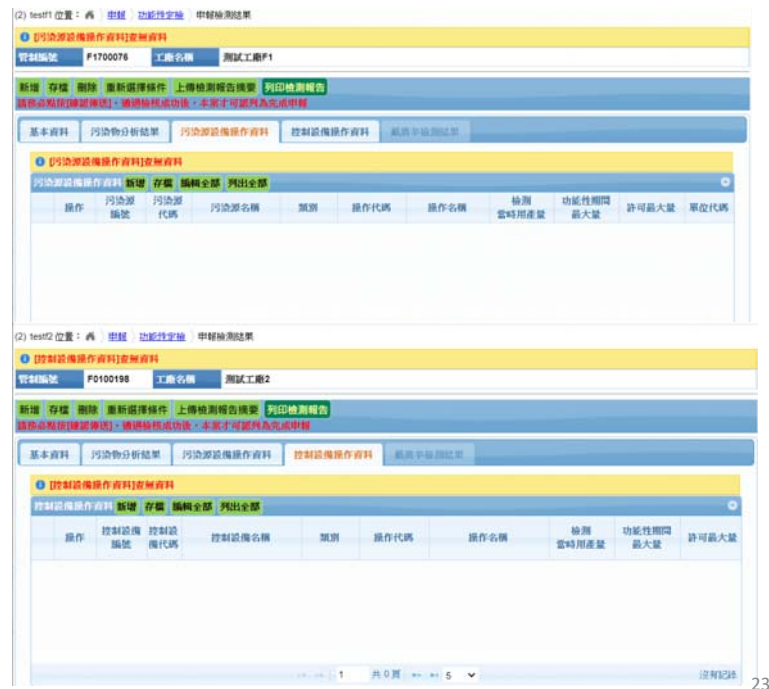 (2) testf1 位置： 申報 功能性定檢 申報檢測結果
[污染源設備操作資料]查無資料
管制編號 F1700076 工廠名稱 測試工廠F1
新增 存檔 刪除 重新選擇條件 上傳檢測報告摘要 列印檢測報告
請務必點按[確認傳送]，通過檢核成功後，本案才可認列為完成申報
基本資料 污染物分析結果 污染源設備操作資料 控制設備操作資料
[污染源設備操作資料]查無資料
污染源設備操作資料 新增 存檔 編輯全部 列出全部
操作 污染源編號 污染源代碼 污染源名稱 類別 操作代碼 操作名稱 檢測當時用產量 功能性期間最大量 許可最大量 單位代碼
(2) testf2 位置： 申報 功能性定檢 申報檢測結果
[控制設備操作資料]查無資料
管制編號 F0100198 工廠名稱 測試工廠2
新增 存檔 刪除 重新選擇條件 上傳檢測報告摘要 列印檢測報告
請務必點按[確認傳送]，通過檢核成功後，本案才可認列為完成申報
基本資料 污染物分析結果 污染源設備操作資料 控制設備操作資料
[控制設備操作資料]查無資料
控制設備操作資料 新增 存檔 編輯全部 列出全部
操作 控制設備編號 控制設備代碼 控制設備名稱 類別 操作代碼 操作名稱 檢測當時用產量 功能性期間最大量 許可最大量
1 共 0 頁 5 沒有記錄
23